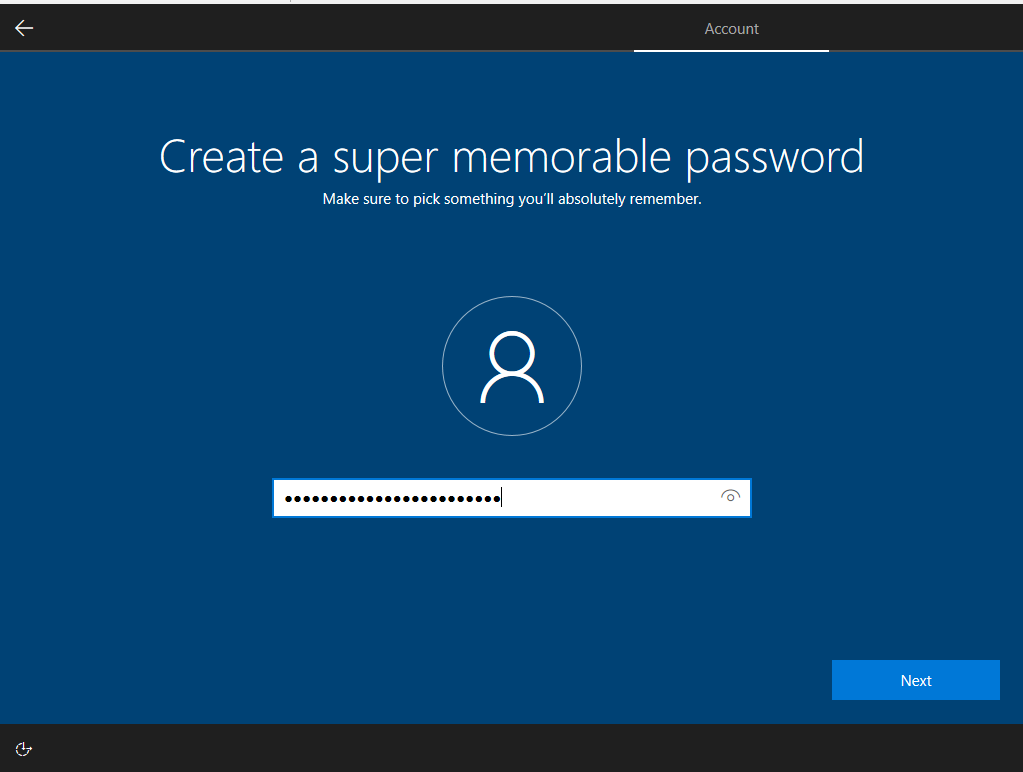 Account
Create a super memorable password
Make sure to pick something you'll absolutely remember.
●●●●●●●●●●●●●●●●●●●●●●●●
Next